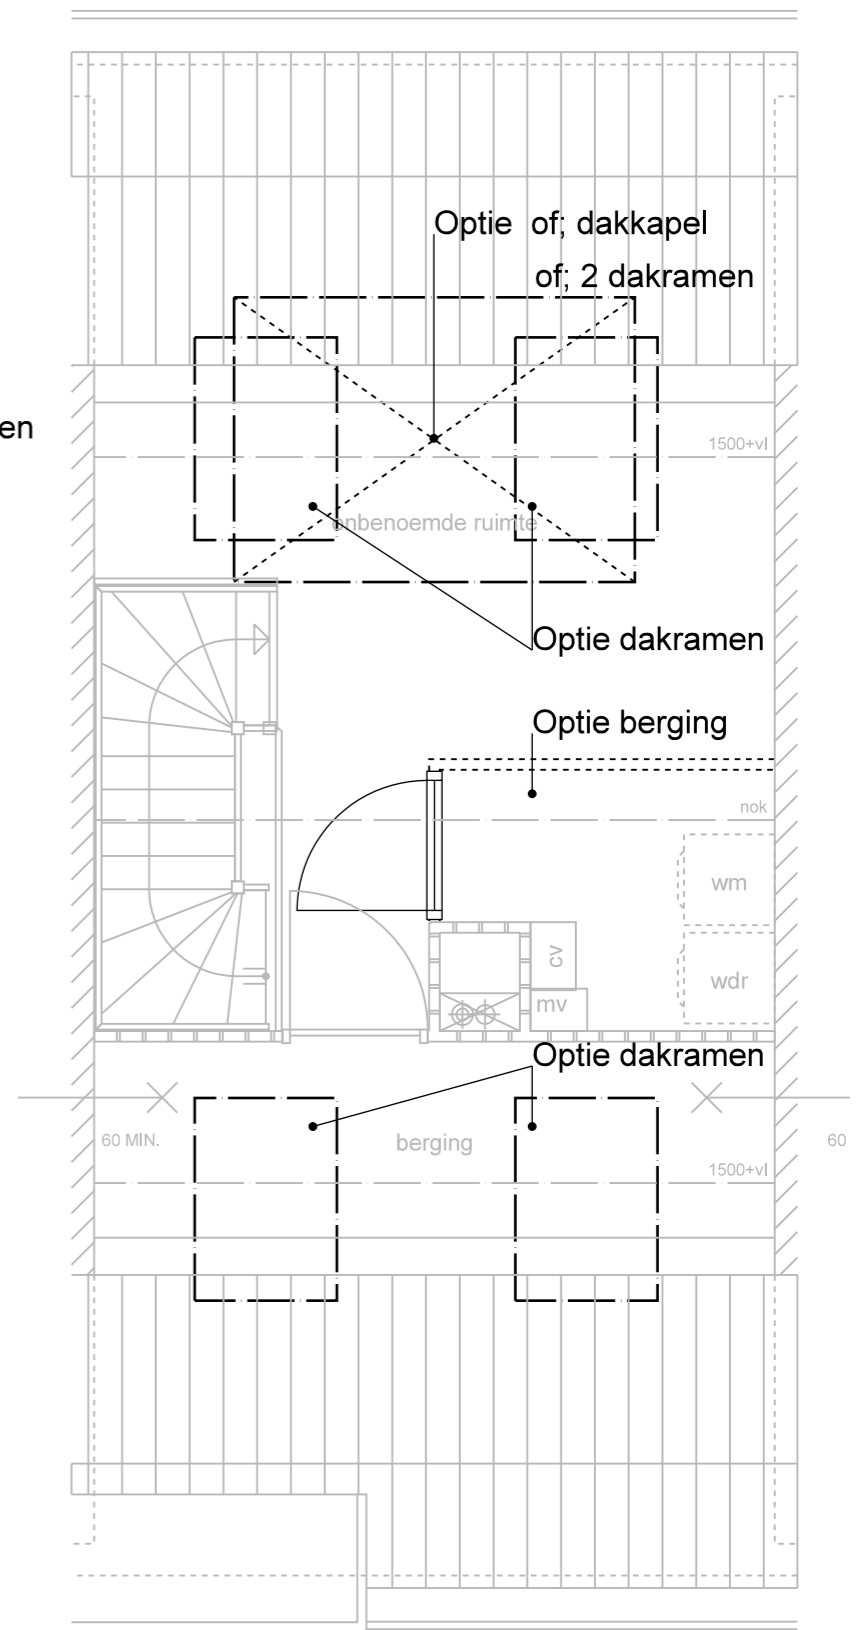 Optie of; dakkapel
of; 2 dakramen
en
1500+vl
onbenoemde ruimte
Optie dakramen
Optie berging
nok
wm
cv
wdr
mv
Optie dakramen
60 MIN.
berging
60
1500+vl